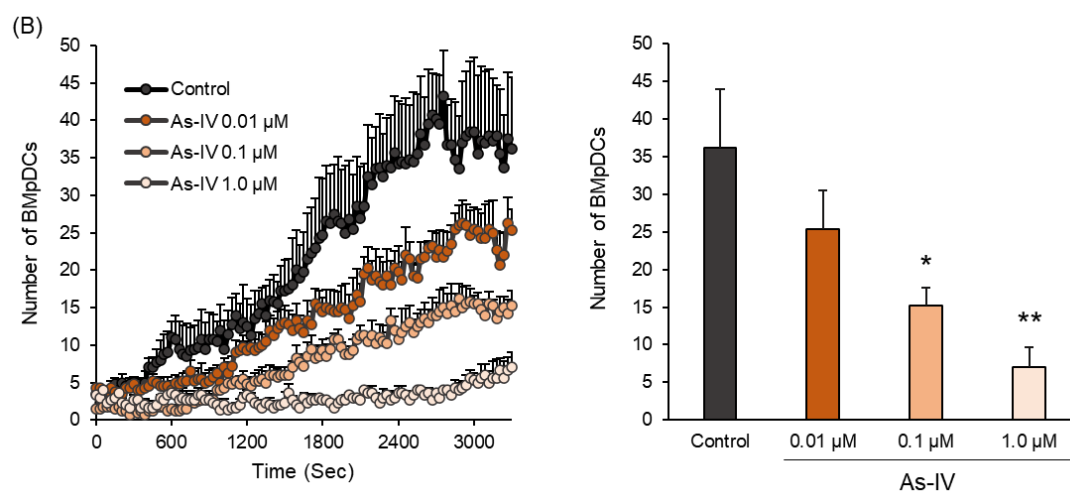 (B)
Number of BMpDCs
50
45
40
35
30
25
20
15
10
5
0
Control
As-IV 0.01 µM
As-IV 0.1 µM
As-IV 1.0 µM
0 600 1200 1800 2400 3000
Time (Sec)
Number of BMpDCs
50
45
40
35
30
25
20
15
10
5
0
*
**
Control 0.01 µM 0.1 µM 1.0 µM
As-IV